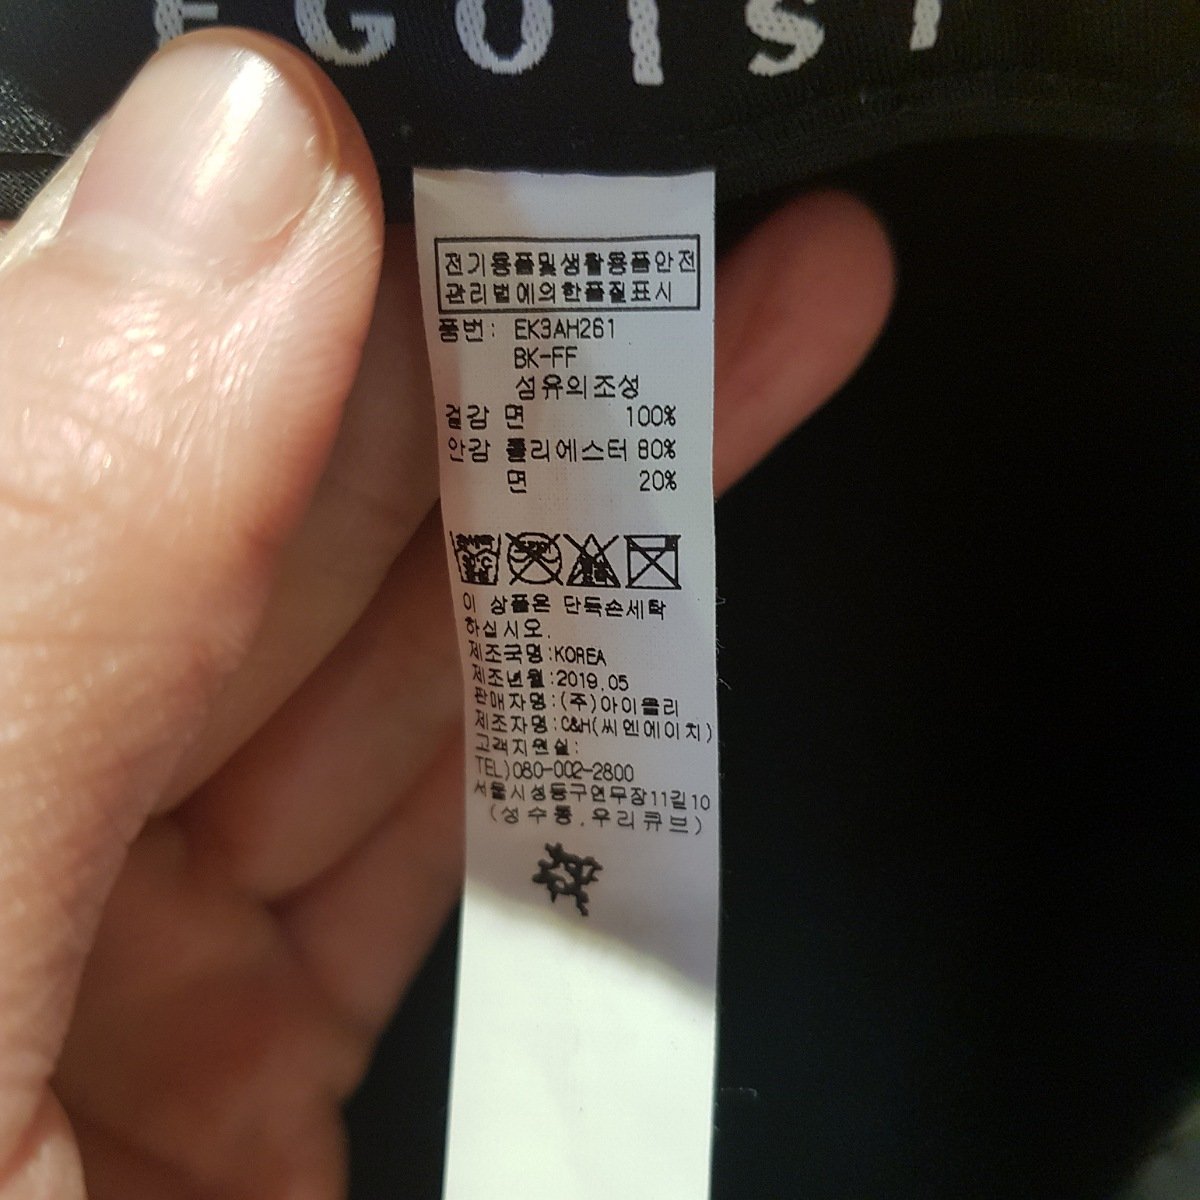 EGOIST
전기용품및생활용품안전
관리법에의한품질표시
품번: EK3AH261
BK-FF
섬유의조성
겉감 면 100%
안감 폴리에스터 80%
면 20%
이 상품은 단독손세탁
하십시오.
제조국명:KOREA
제조년월:2019.05
판매자명:(주)아이올리
제조자명:C&H(씨엔에이치)
고객지원실:
TEL)080-002-2800
서울시성동구연무장11길10
(성수동.우리큐브)